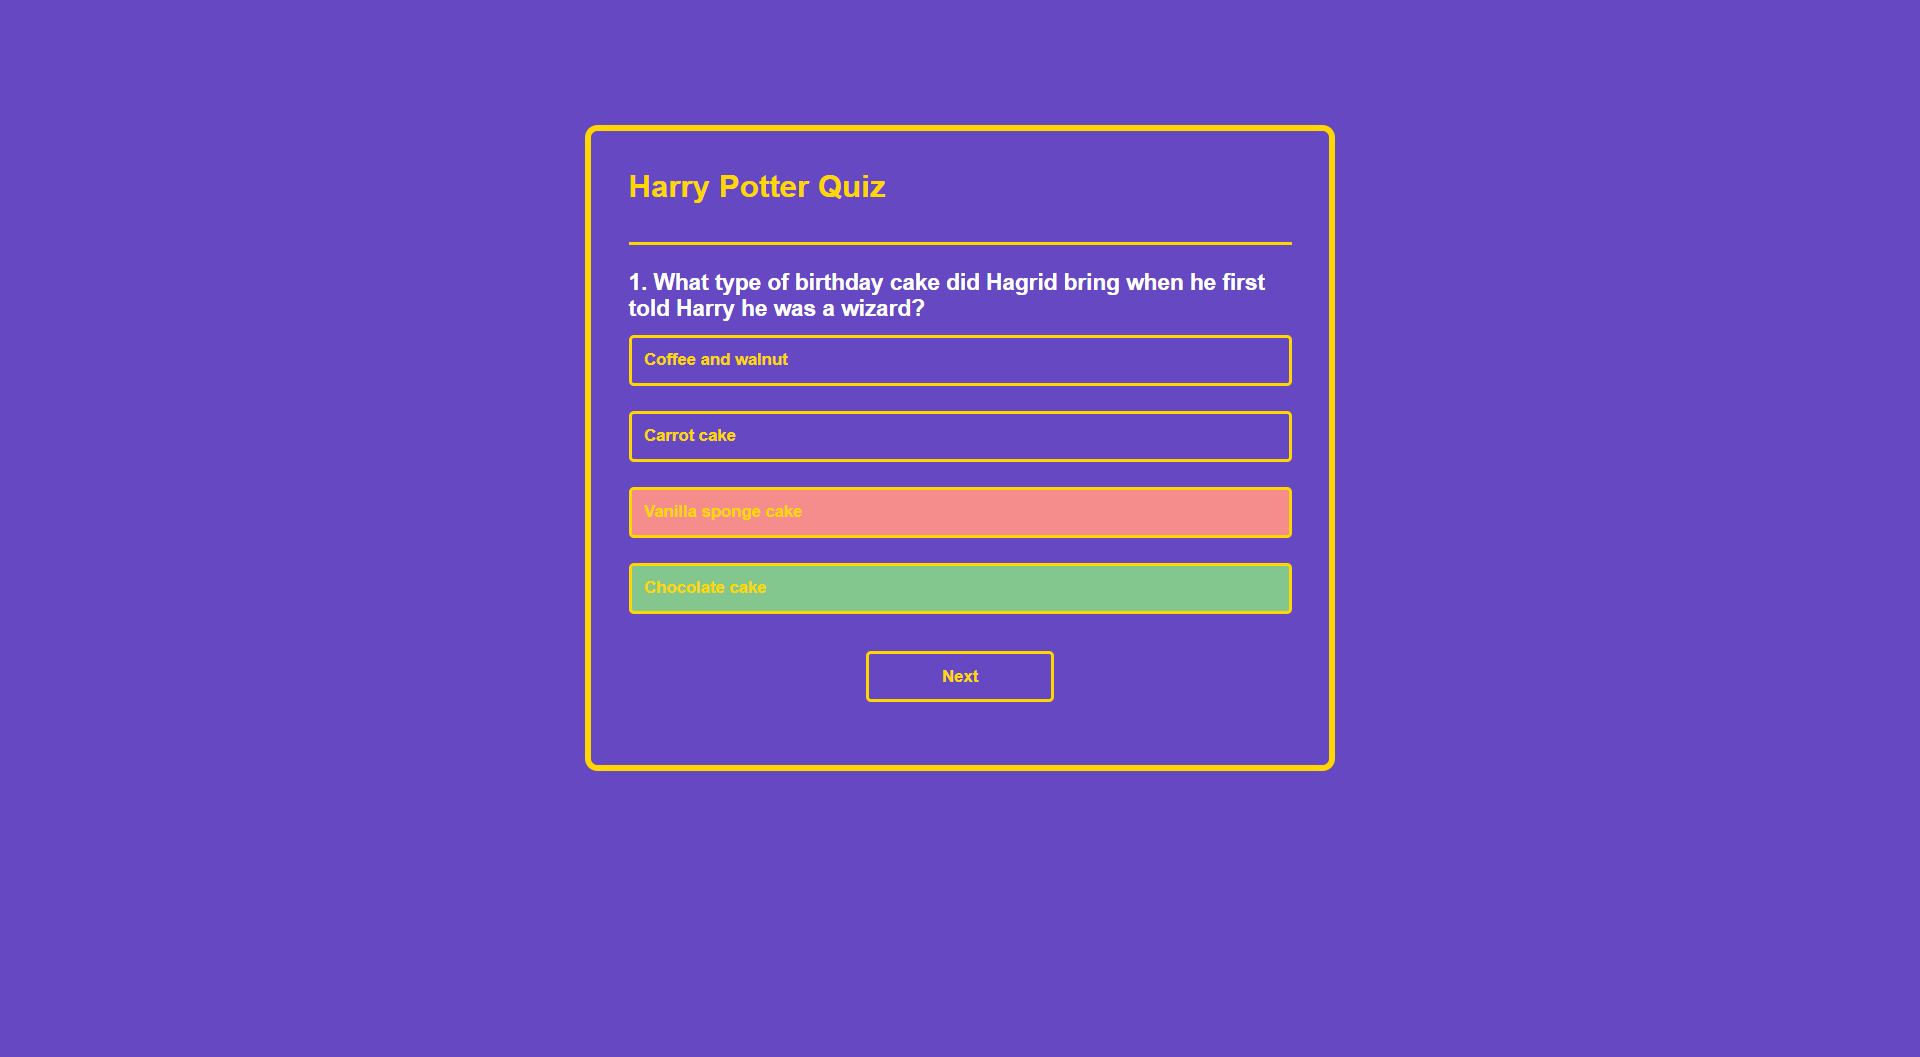 Harry Potter Quiz
1. What type of birthday cake did Hagrid bring when he first
told Harry he was a wizard?
Coffee and walnut
Carrot cake
Vanilla sponge cake
Chocolate cake
Next